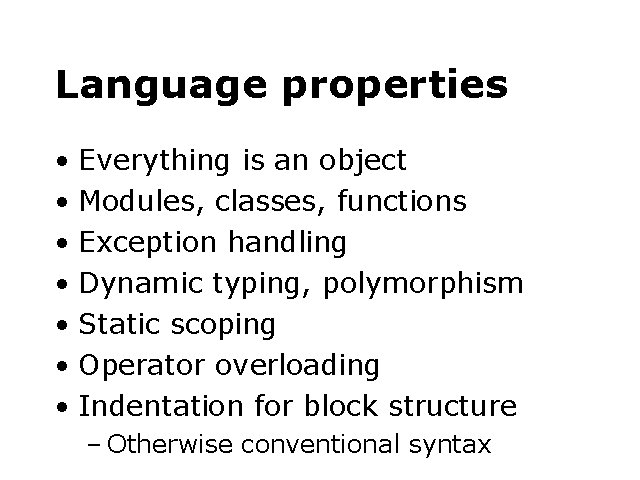 Language properties
• Everything is an object
• Modules, classes, functions
• Exception handling
• Dynamic typing, polymorphism
• Static scoping
• Operator overloading
• Indentation for block structure
– Otherwise conventional syntax